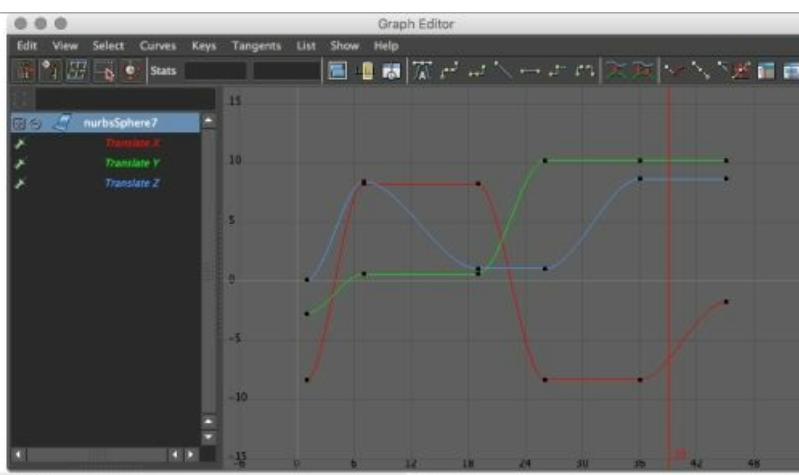 Graph Editor
Edit View Select Curves Keys Tangents List Show Help
Stats
nurbsSphere7
Translate X
Translate Y
Translate Z
15
10
5
0
-5
-10
-15
-6 0 6 12 18 24 30 36 42 48